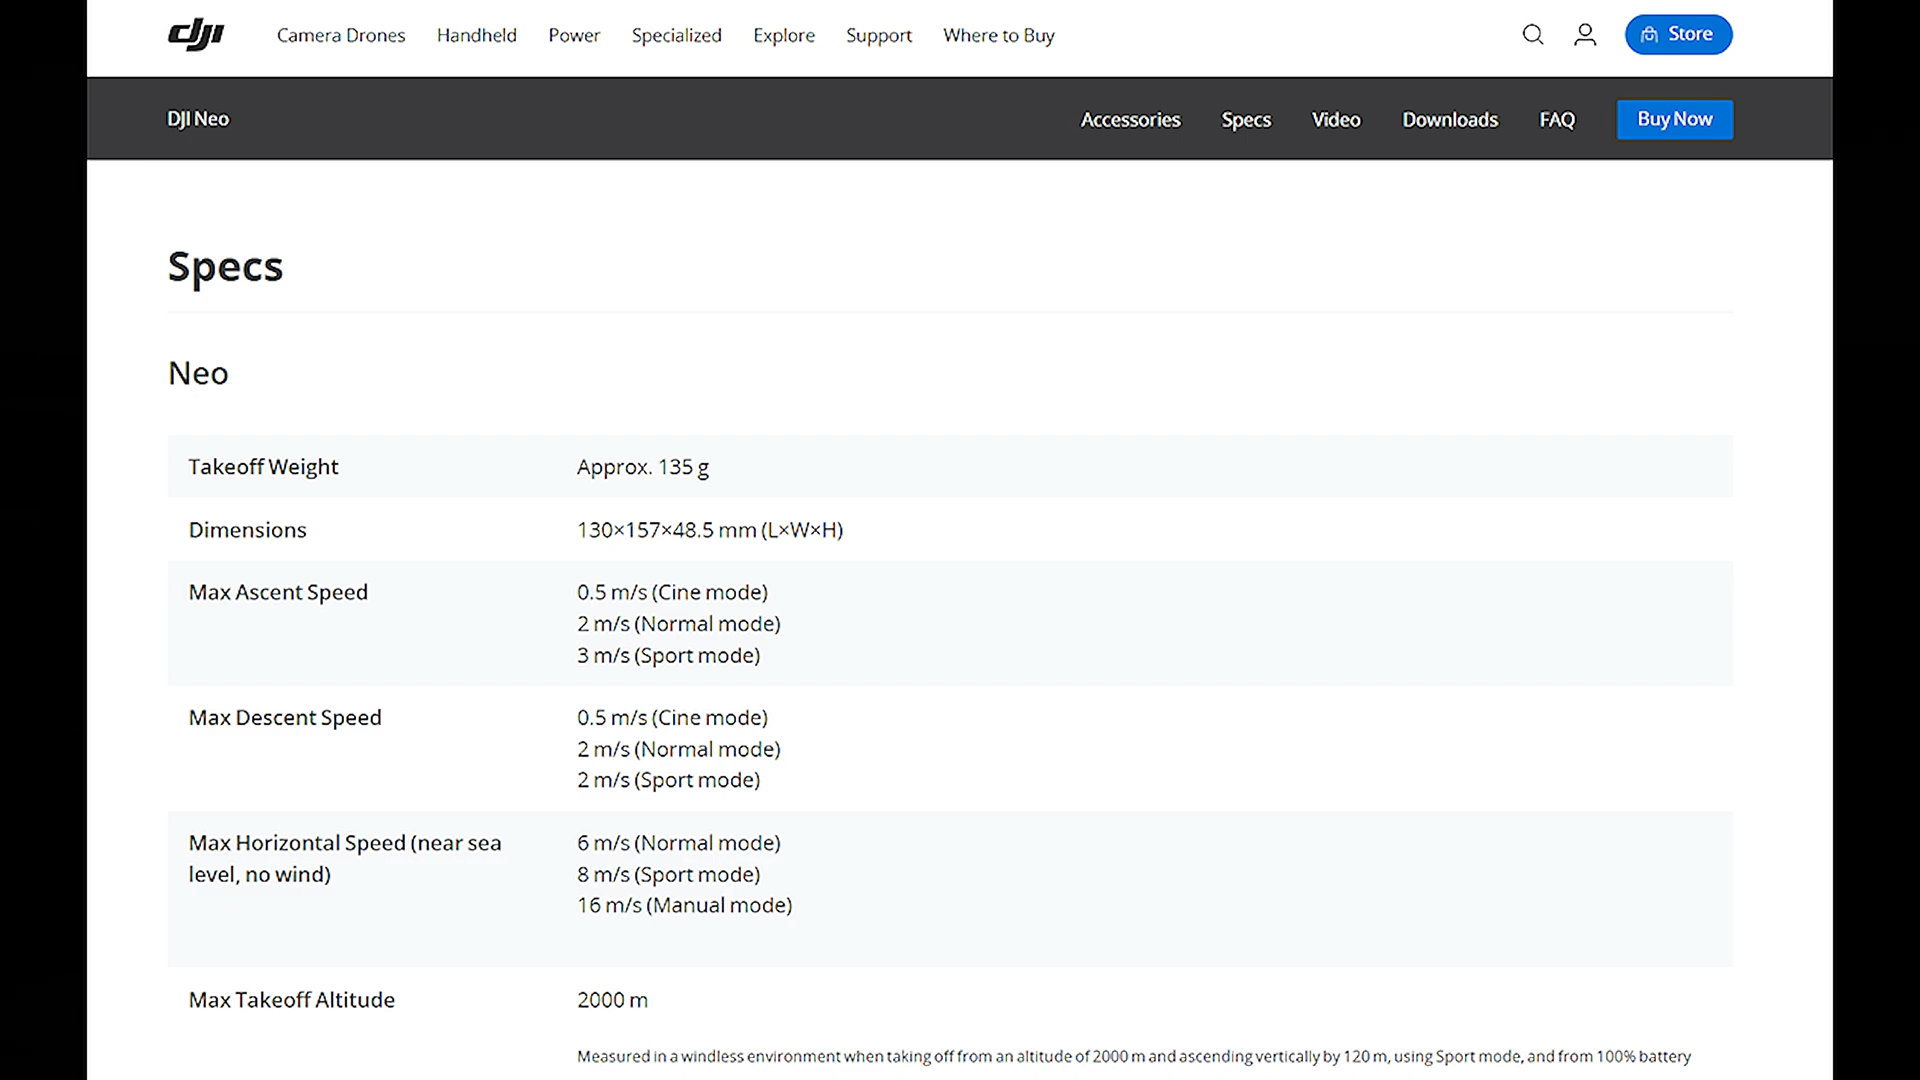 dji Camera Drones Handheld Power Specialized Explore Support Where to Buy Store
DJI Neo Accessories Specs Video Downloads FAQ Buy Now
Specs
Neo
Takeoff Weight Approx. 135 g
Dimensions 130×157×48.5 mm (L×W×H)
Max Ascent Speed 0.5 m/s (Cine mode)
2 m/s (Normal mode)
3 m/s (Sport mode)
Max Descent Speed 0.5 m/s (Cine mode)
2 m/s (Normal mode)
2 m/s (Sport mode)
Max Horizontal Speed (near sea 6 m/s (Normal mode)
level, no wind) 8 m/s (Sport mode)
16 m/s (Manual mode)
Max Takeoff Altitude 2000 m
Measured in a windless environment when taking off from an altitude of 2000 m and ascending vertically by 120 m, using Sport mode, and from 100% battery